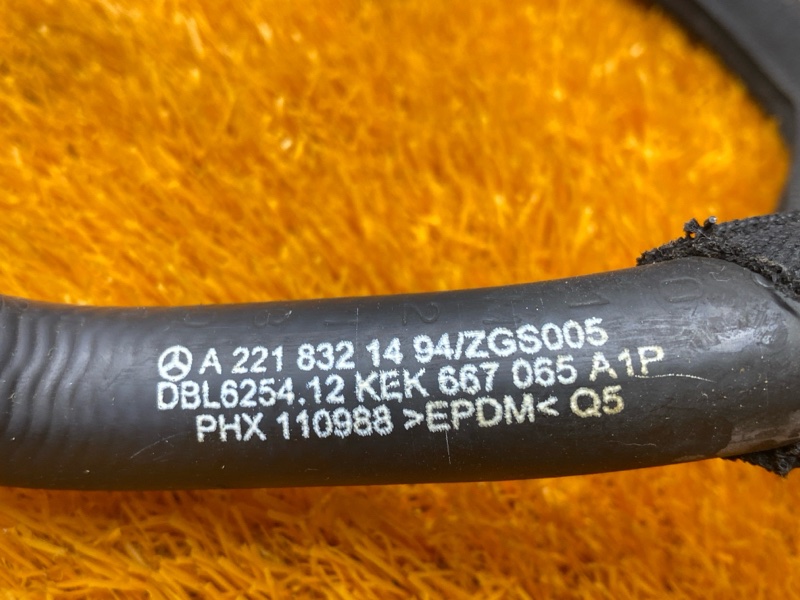 A 221 832 14 94/ZGS005
DBL6254.12 KEK 667 065 A1P
PHX 110988 >EPDM< Q5